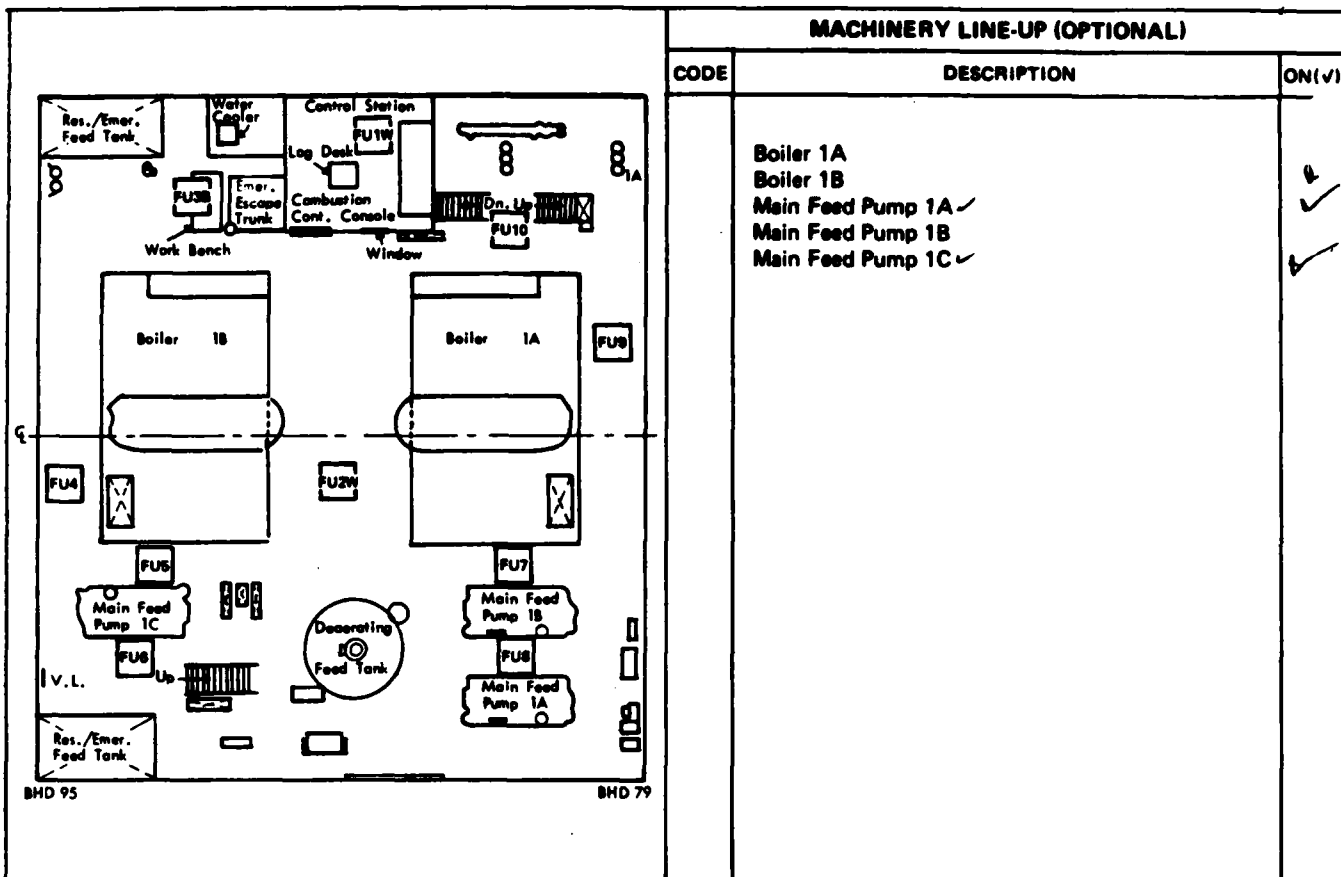 MACHINERY LINE-UP (OPTIONAL)
CODE
DESCRIPTION
ON(√)
Boiler 1A
Boiler 1B
Main Feed Pump 1A ✓
✓
Main Feed Pump 1B
Main Feed Pump 1C ✓
✓
Res./Emer.
Feed Tank
Water
Cooler
Control Station
FU1W
Log Desk
1A
FU3B
Emer.
Escape
Trunk
Combustion
Cont. Console
Dn. Up
FU10
Work Bench
Window
Boiler 1B
Boiler 1A
FU9
℄
FU4
FU2W
FU5
FU7
Main Feed
Pump 1C
Main Feed
Pump 1B
Deaerating
Feed Tank
FU6
FU8
V.L.
Up
Main Feed
Pump 1A
Res./Emer.
Feed Tank
BHD 95
BHD 79